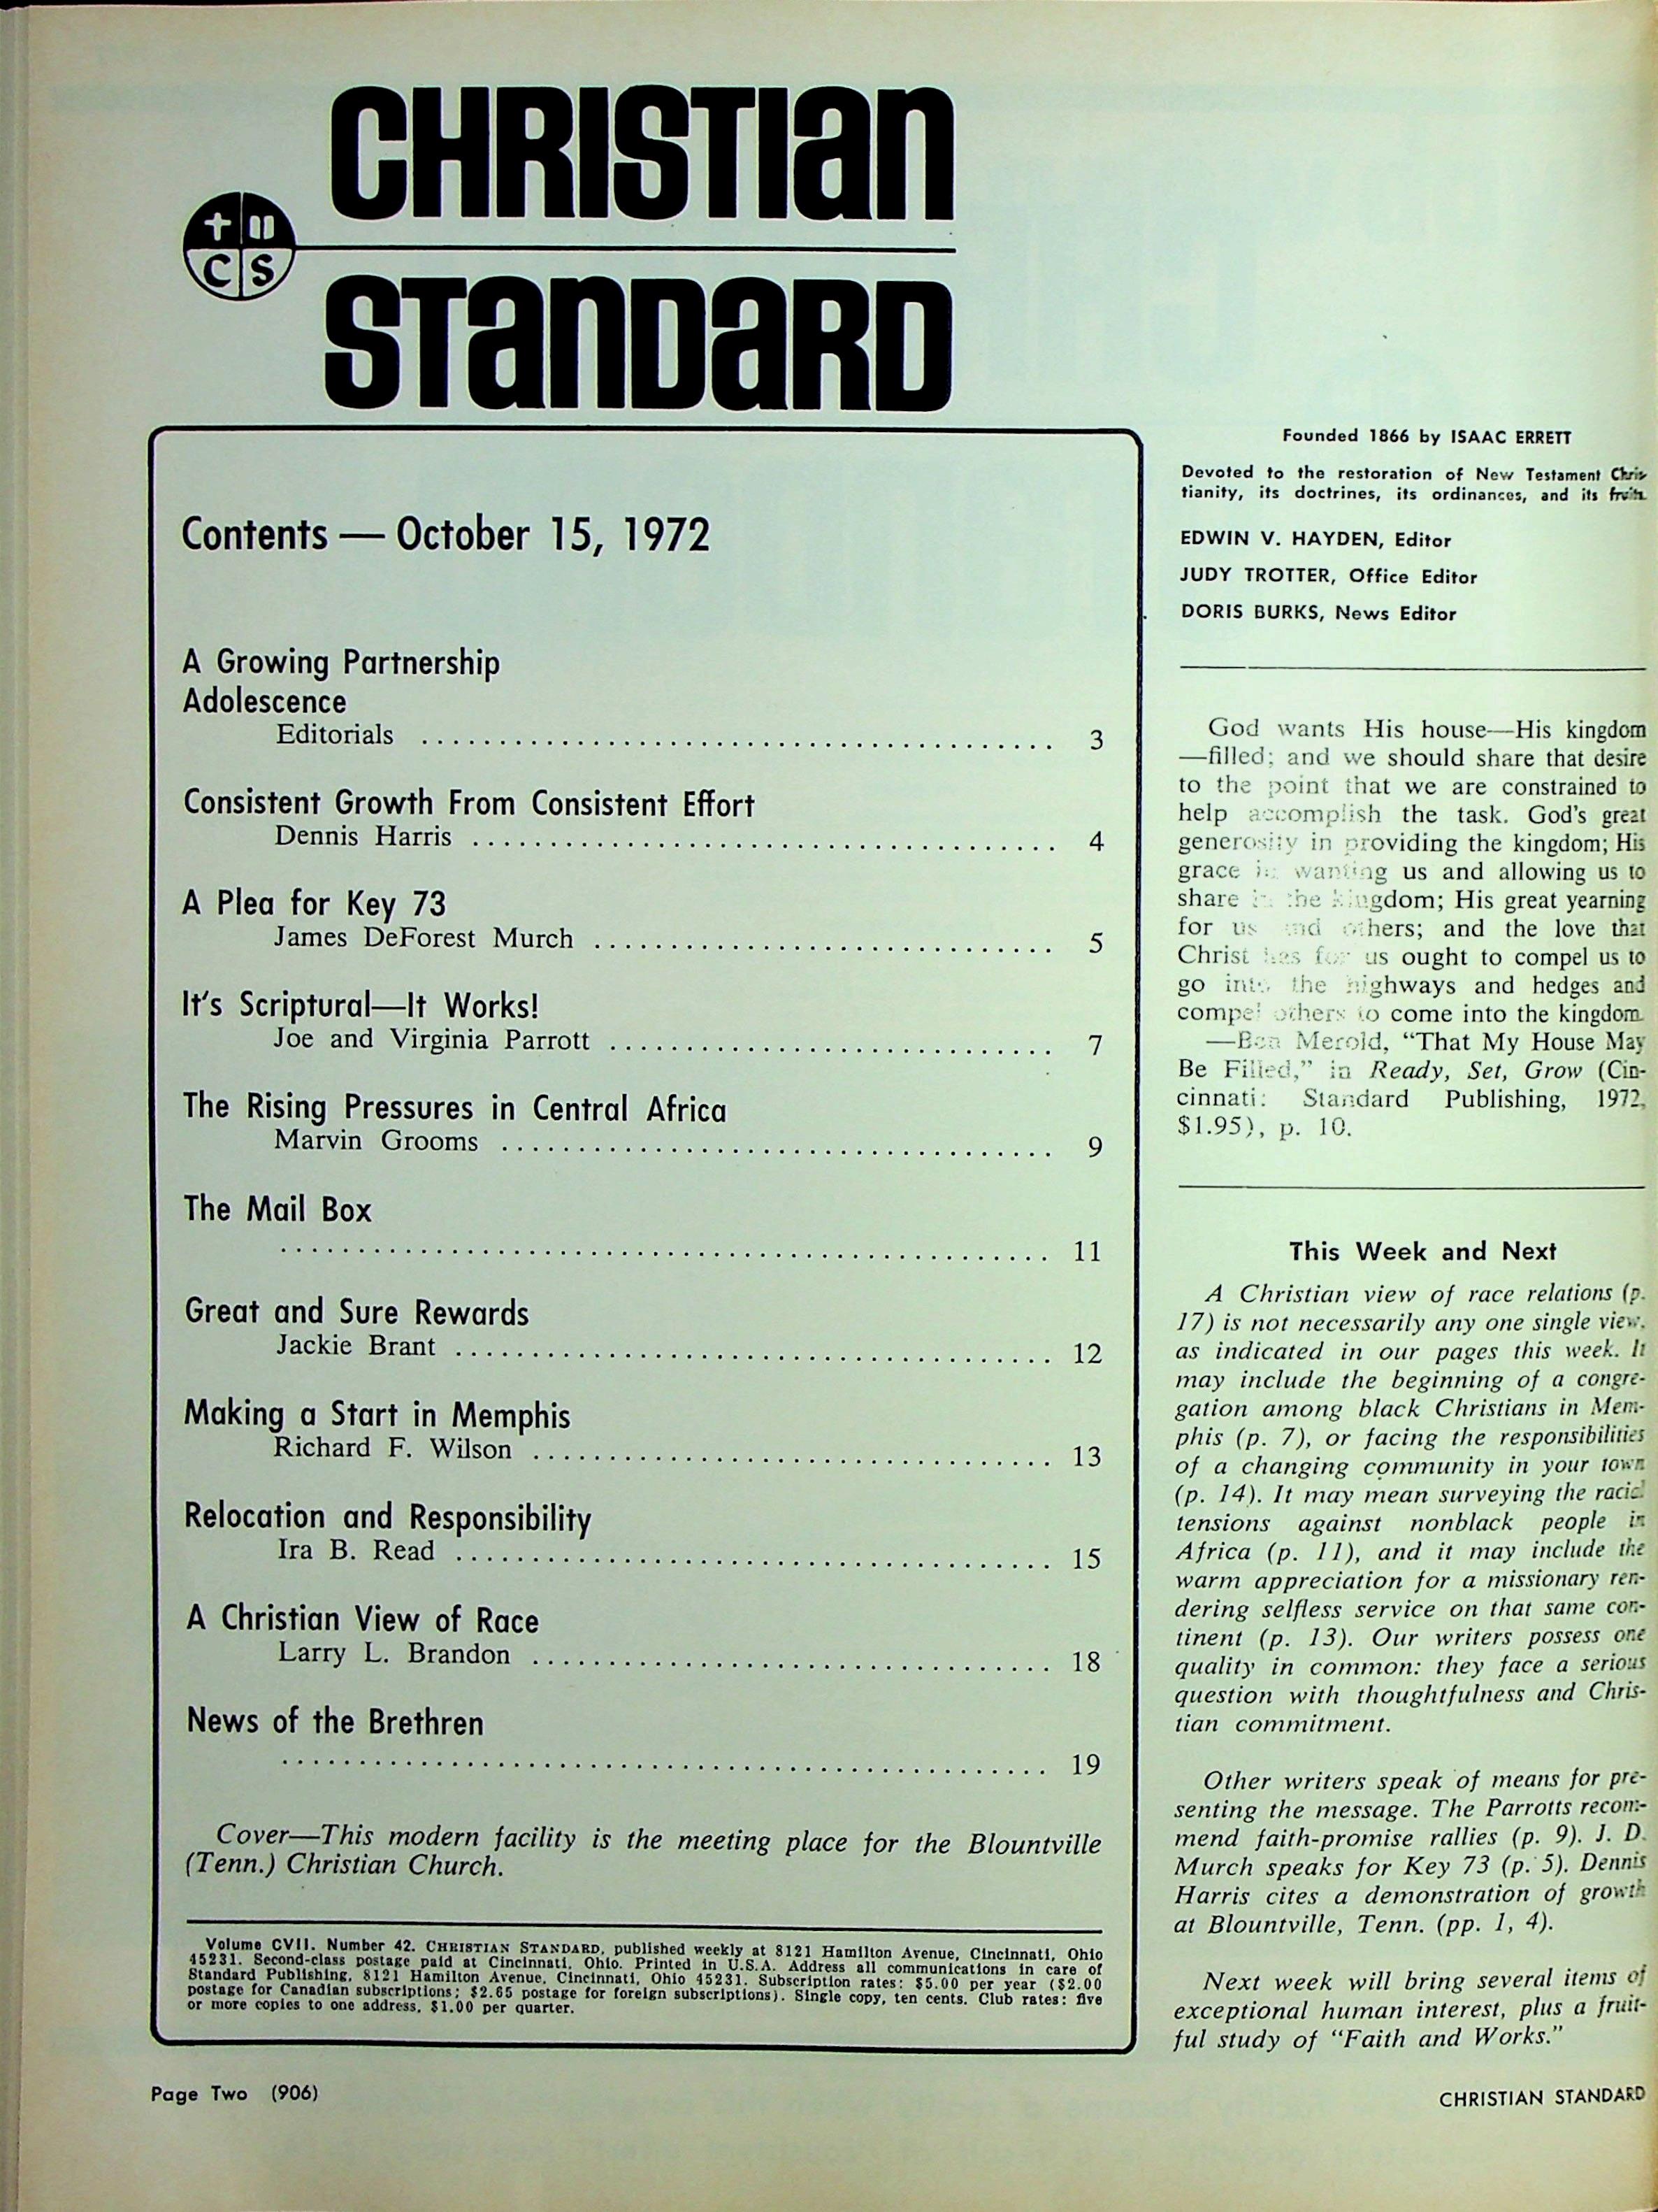 CHRISTIAN
CS
STANDARD
Contents — October 15, 1972
A Growing Partnership
Adolescence
Editorials ........................................ 3
Consistent Growth From Consistent Effort
Dennis Harris ..................................... 4
A Plea for Key 73
James DeForest Murch .............................. 5
It's Scriptural—It Works!
Joe and Virginia Parrott ............................ 7
The Rising Pressures in Central Africa
Marvin Grooms ................................... 9
The Mail Box
................................................. 11
Great and Sure Rewards
Jackie Brant ...................................... 12
Making a Start in Memphis
Richard F. Wilson ................................. 13
Relocation and Responsibility
Ira B. Read ...................................... 15
A Christian View of Race
Larry L. Brandon ................................. 18
News of the Brethren
................................................. 19
Cover—This modern facility is the meeting place for the Blountville
(Tenn.) Christian Church.
Volume CVII. Number 42. CHRISTIAN STANDARD, published weekly at 8121 Hamilton Avenue, Cincinnati, Ohio
45231. Second-class postage paid at Cincinnati, Ohio. Printed in U.S.A. Address all communications in care of
Standard Publishing, 8121 Hamilton Avenue, Cincinnati, Ohio 45231. Subscription rates: $5.00 per year ($2.00
postage for Canadian subscriptions; $2.65 postage for foreign subscriptions). Single copy, ten cents. Club rates: five
or more copies to one address, $1.00 per quarter.
Founded 1866 by ISAAC ERRETT
Devoted to the restoration of New Testament Chris-
tianity, its doctrines, its ordinances, and its fruits.
EDWIN V. HAYDEN, Editor
JUDY TROTTER, Office Editor
DORIS BURKS, News Editor
God wants His house—His kingdom
—filled; and we should share that desire
to the point that we are constrained to
help accomplish the task. God's great
generosity in providing the kingdom; His
grace in wanting us and allowing us to
share in the kingdom; His great yearning
for us and others; and the love that
Christ has for us ought to compel us to
go into the highways and hedges and
compel others to come into the kingdom.
—Ben Merold, "That My House May
Be Filled," in Ready, Set, Grow (Cin-
cinnati: Standard Publishing, 1972,
$1.95), p. 10.
This Week and Next
A Christian view of race relations (p.
17) is not necessarily any one single view,
as indicated in our pages this week. It
may include the beginning of a congre-
gation among black Christians in Mem-
phis (p. 7), or facing the responsibilities
of a changing community in your town
(p. 14). It may mean surveying the racial
tensions against nonblack people in
Africa (p. 11), and it may include the
warm appreciation for a missionary ren-
dering selfless service on that same con-
tinent (p. 13). Our writers possess one
quality in common: they face a serious
question with thoughtfulness and Chris-
tian commitment.
Other writers speak of means for pre-
senting the message. The Parrotts recom-
mend faith-promise rallies (p. 9). J. D.
Murch speaks for Key 73 (p. 5). Dennis
Harris cites a demonstration of growth
at Blountville, Tenn. (pp. 1, 4).
Next week will bring several items of
exceptional human interest, plus a fruit-
ful study of "Faith and Works."
Page Two (906)
CHRISTIAN STANDARD